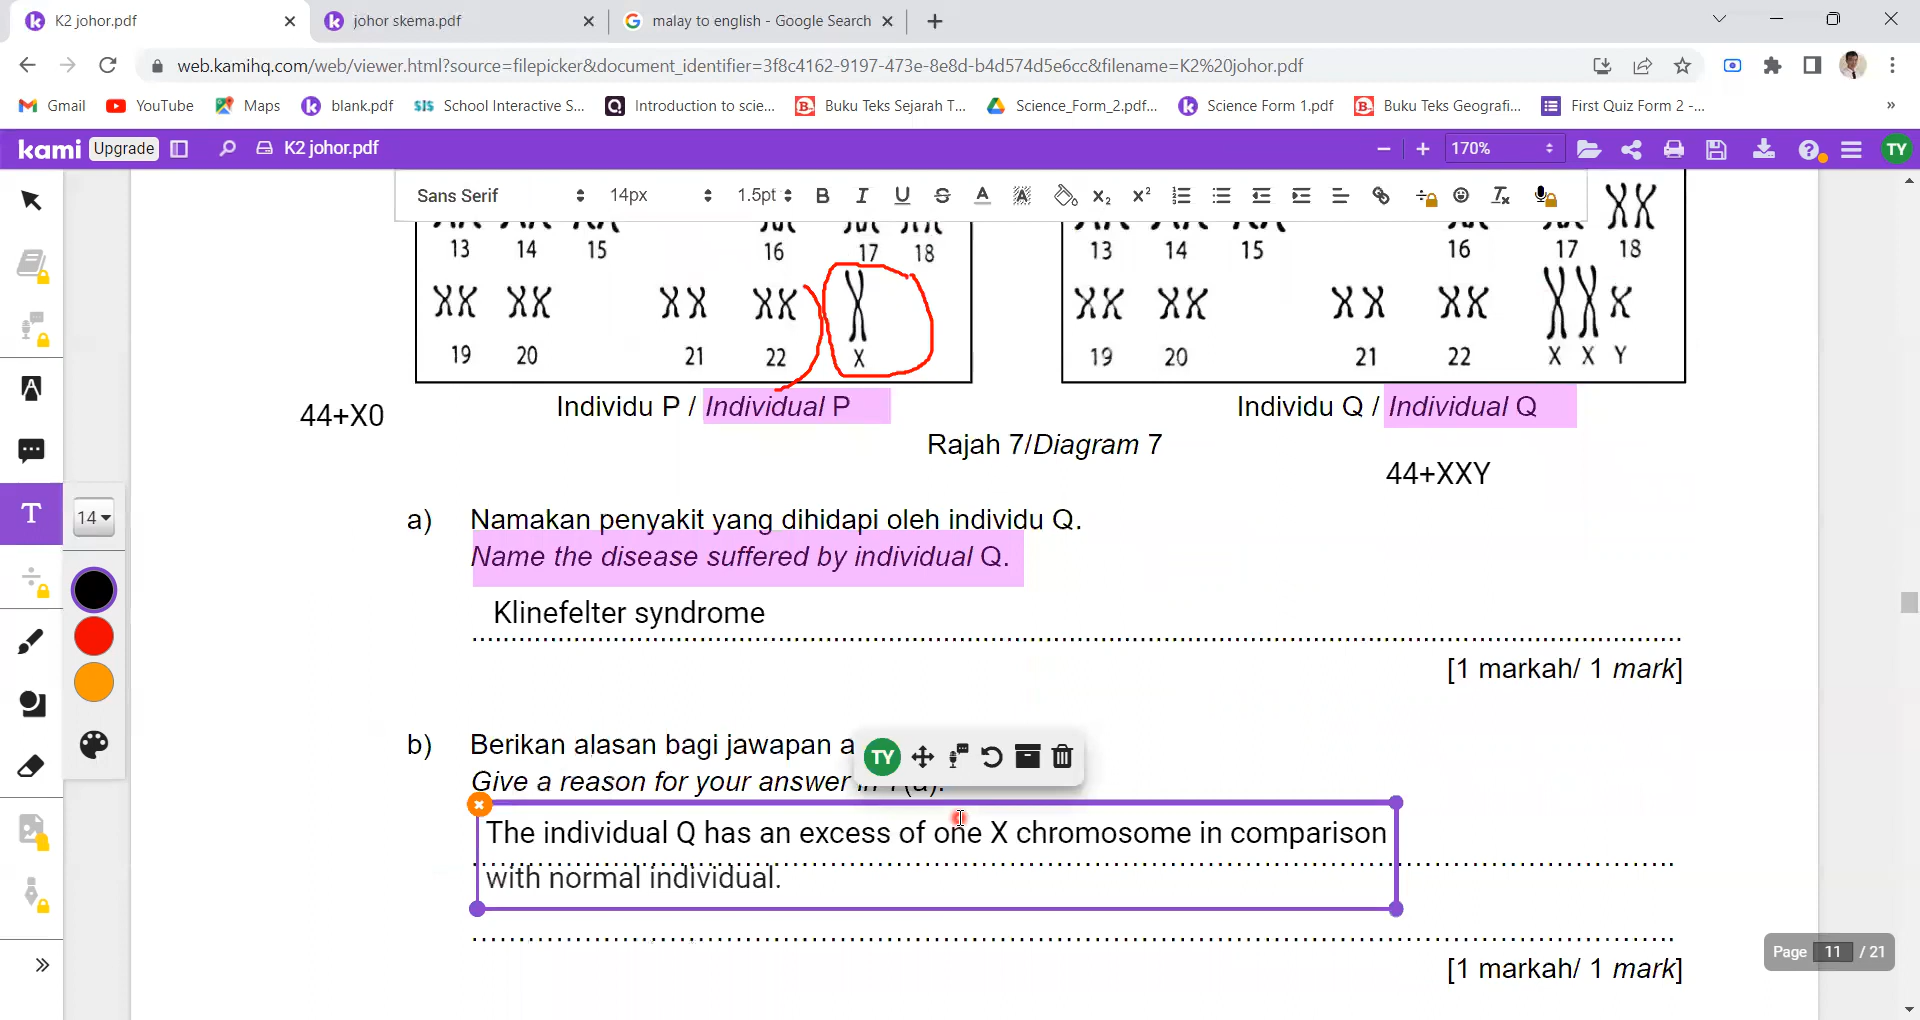 K2 johor.pdf
johor skema.pdf
malay to english - Google Search
web.kamihq.com/web/viewer.html?source=filepicker&document_identifier=3f8c4162-9197-473e-8e8d-b4d574d5e6cc&filename=K2%20johor.pdf
Gmail YouTube Maps blank.pdf School Interactive S... Introduction to scie... Buku Teks Sejarah T... Science_Form_2.pdf... Science Form 1.pdf Buku Teks Geografi... First Quiz Form 2 -... »
kami Upgrade K2 johor.pdf 170% TY
Sans Serif 14px 1.5pt B I U S A
13 14 15 16 17 18
13 14 15 16 17 18
19 20 21 22 X
19 20 21 22 X X Y
44+X0
Individu P / Individual P
Individu Q / Individual Q
Rajah 7/Diagram 7
44+XXY
T 14
a) Namakan penyakit yang dihidapi oleh individu Q.
Name the disease suffered by individual Q.
Klinefelter syndrome
[1 markah/ 1 mark]
b) Berikan alasan bagi jawapan a
TY
Give a reason for your answer
The individual Q has an excess of one X chromosome in comparison
with normal individual.
Page 11 / 21
[1 markah/ 1 mark]